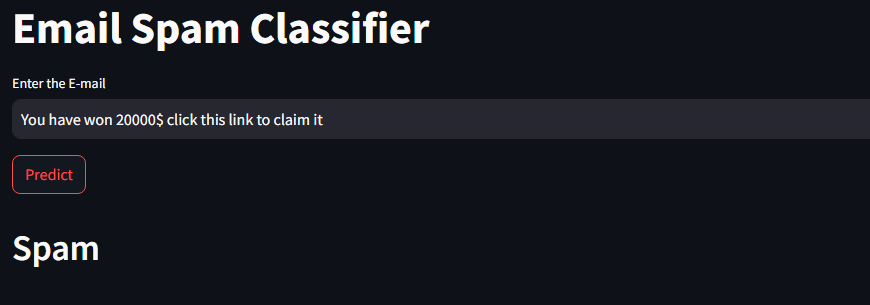 Email Spam Classifier
Enter the E-mail
You have won 20000$ click this link to claim it
Predict
Spam